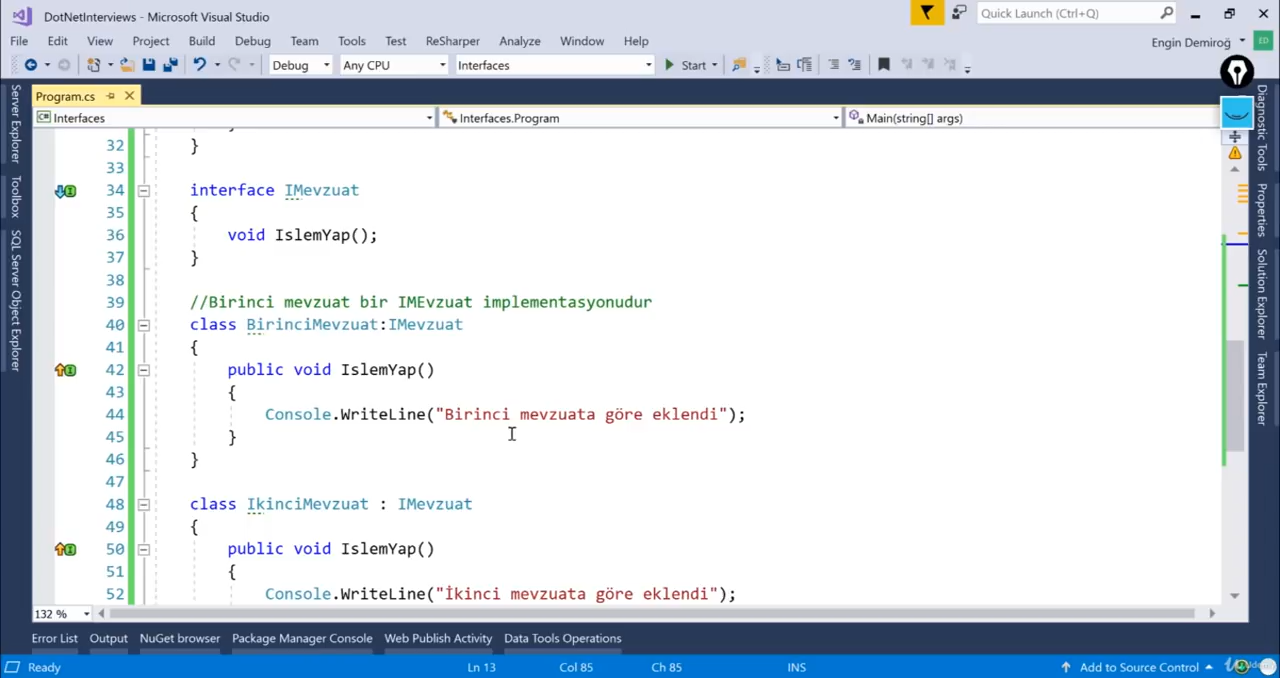 DotNetInterviews - Microsoft Visual Studio
Quick Launch (Ctrl+Q)
File Edit View Project Build Debug Team Tools Test ReSharper Analyze Window Help
Engin Demiroğ ED
Debug Any CPU Interfaces Start
Program.cs
Interfaces Interfaces.Program Main(string[] args)
Server Explorer
Toolbox
SQL Server Object Explorer
32 }
33
34 interface IMevzuat
35 {
36 void IslemYap();
37 }
38
39 //Birinci mevzuat bir IMEvzuat implementasyonudur
40 class BirinciMevzuat:IMevzuat
41 {
42 public void IslemYap()
43 {
44 Console.WriteLine("Birinci mevzuata göre eklendi");
45 }
46 }
47
48 class IkinciMevzuat : IMevzuat
49 {
50 public void IslemYap()
51 {
52 Console.WriteLine("İkinci mevzuata göre eklendi");
Diagnostic Tools
Properties
Solution Explorer
Team Explorer
132 %
Error List Output NuGet browser Package Manager Console Web Publish Activity Data Tools Operations
Ready Ln 13 Col 85 Ch 85 INS Add to Source Control